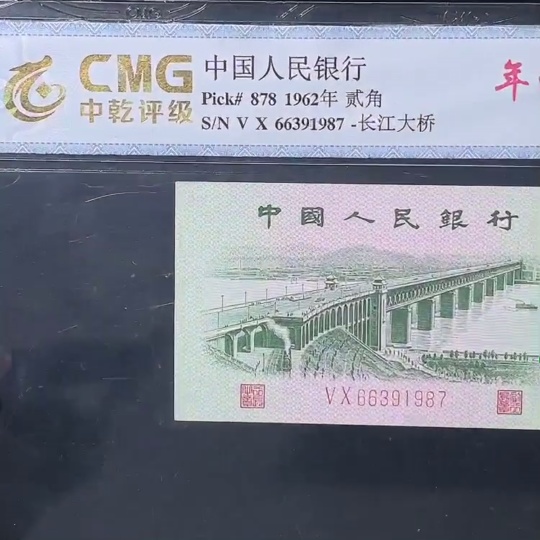 CMG
中乾评级
中国人民银行
Pick# 878 1962年 贰角
S/N V X 66391987 -长江大桥
年
中國人民銀行
VX66391987